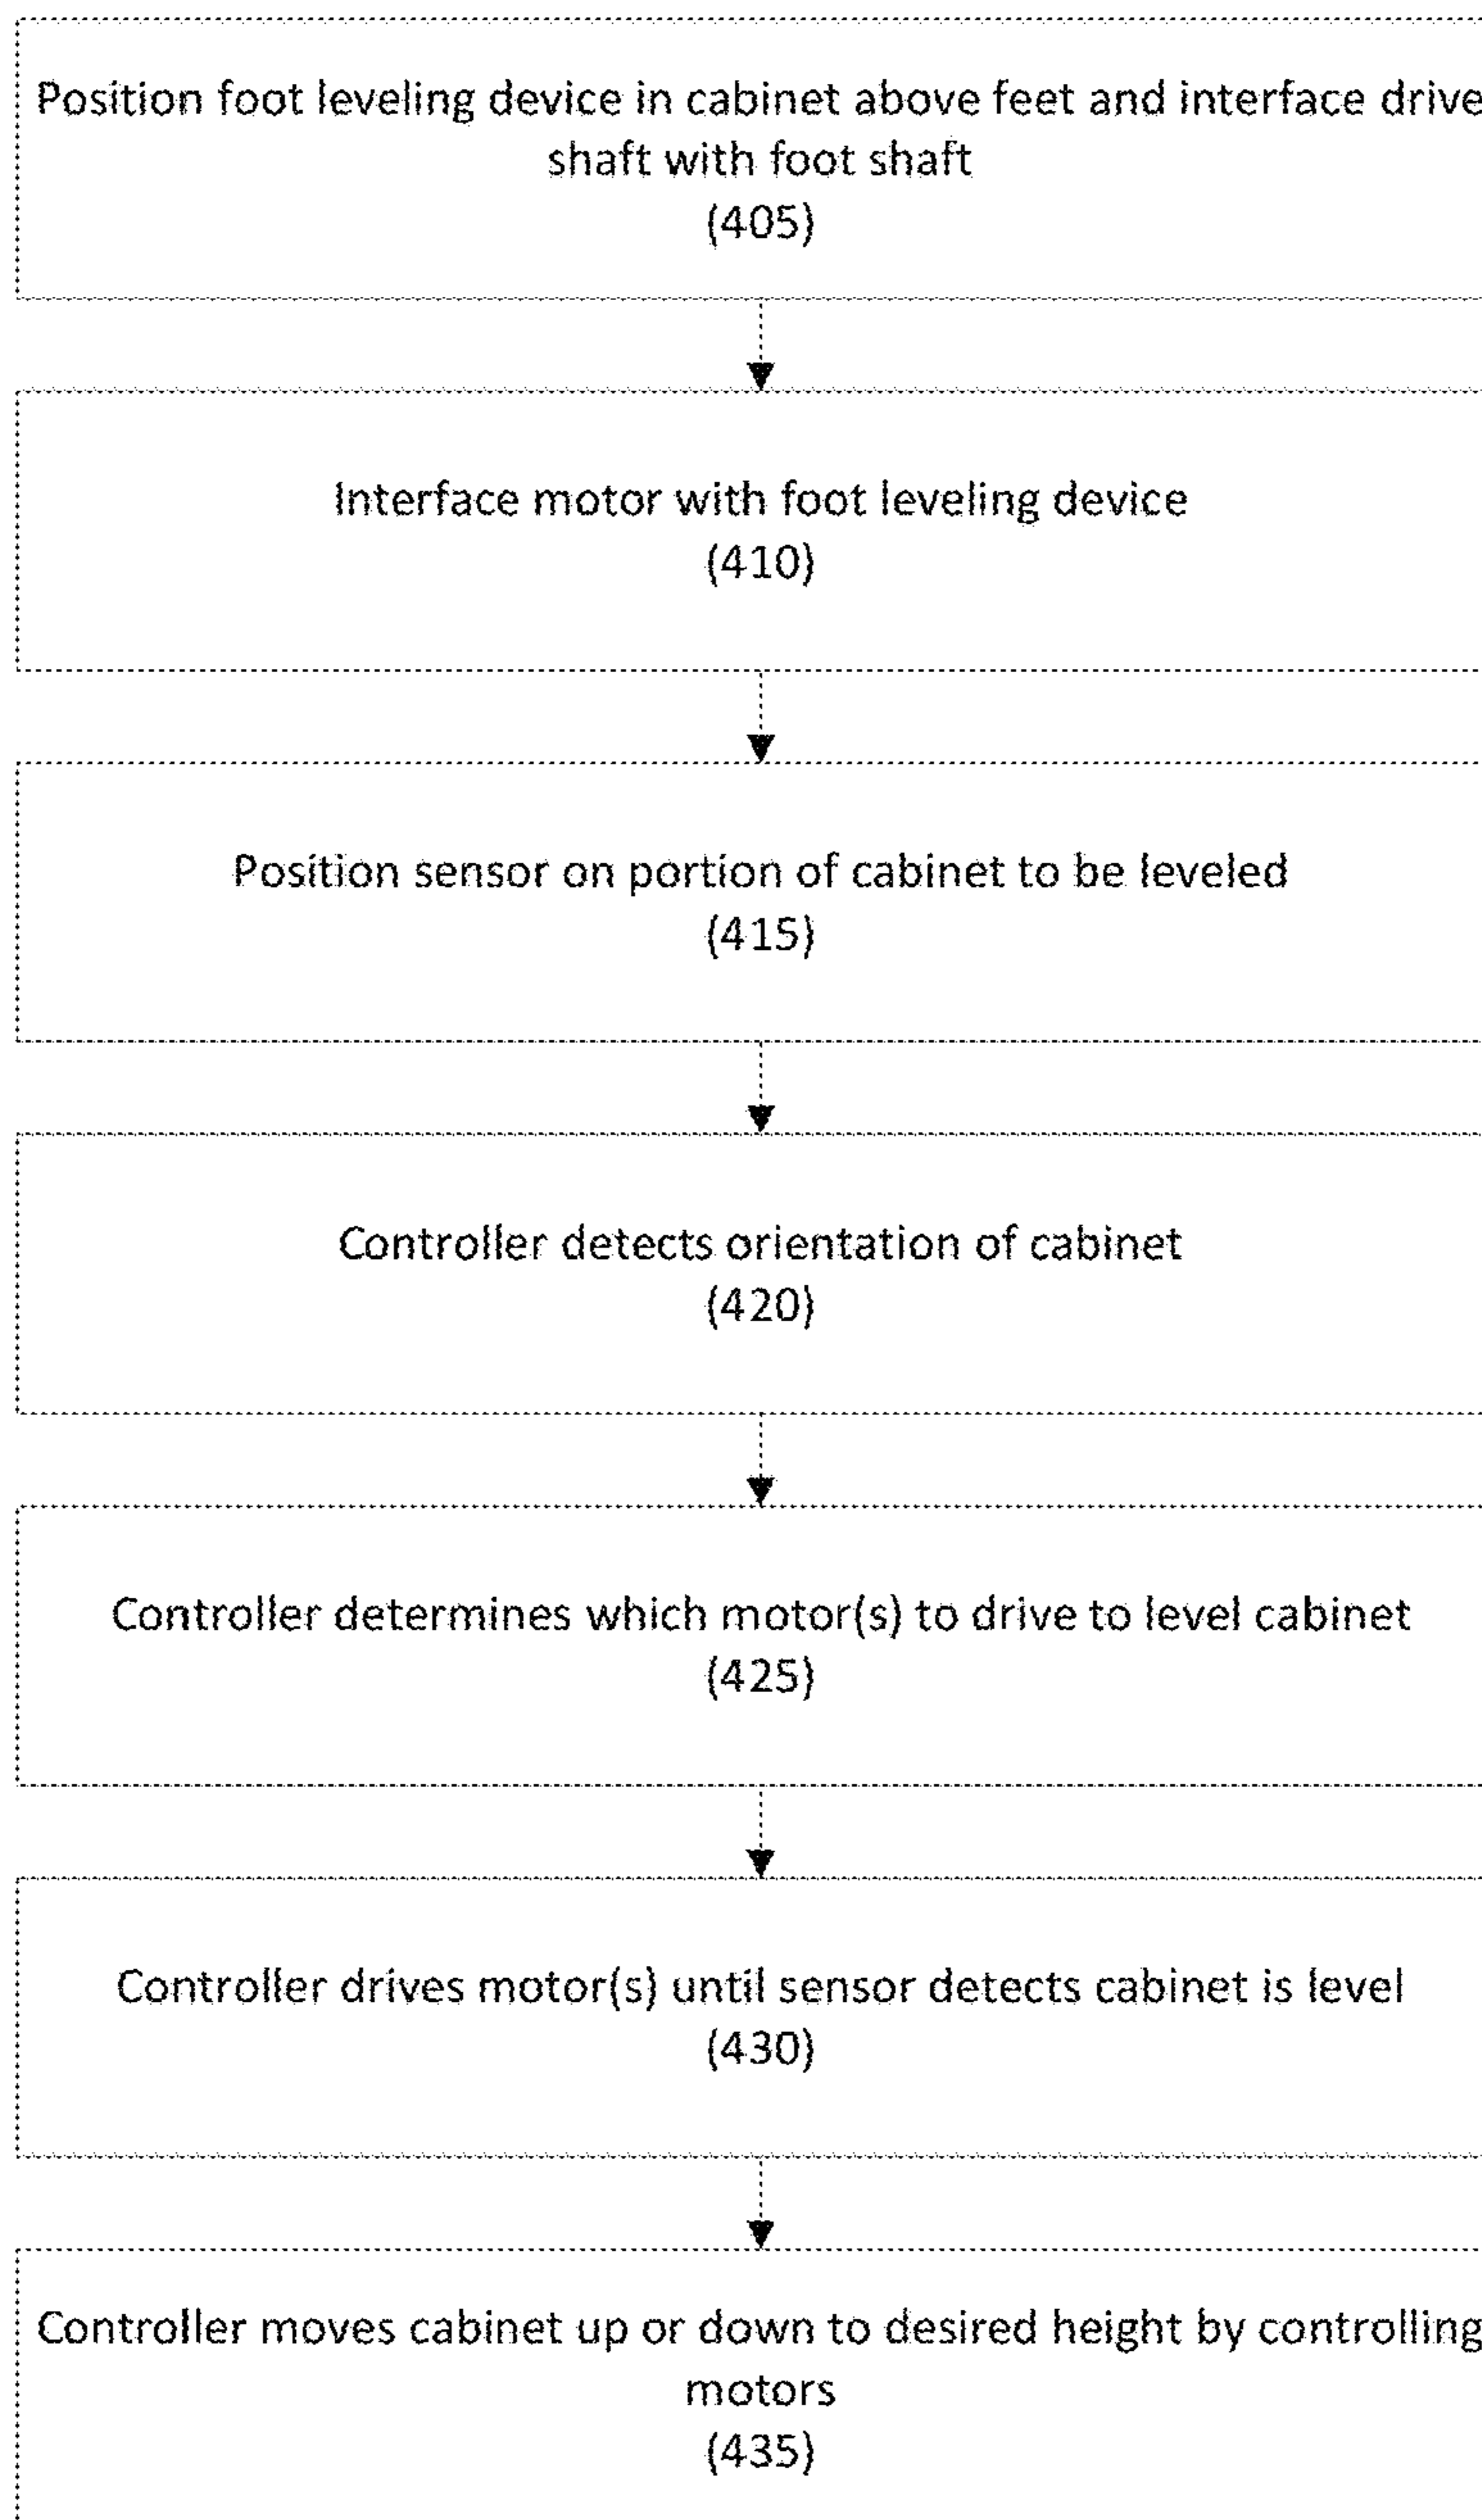 Position foot leveling device in cabinet above feet and interface drive
shaft with foot shaft
(405)
Interface motor with foot leveling device
(410)
Position sensor on portion of cabinet to be leveled
(415)
Controller detects orientation of cabinet
(420)
Controller determines which motor(s) to drive to level cabinet
(425)
Controller drives motor(s) until sensor detects cabinet is level
(430)
Controller moves cabinet up or down to desired height by controlling
motors
(435)